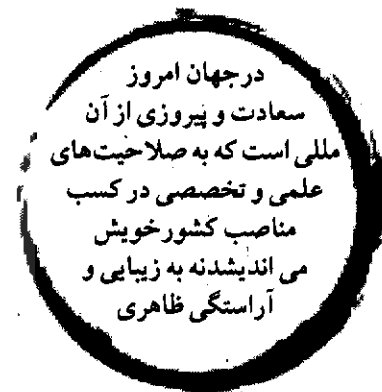 درجهان امروز
سعادت و پیروزی از آن
مللی است که به صلاحیت‌های
علمی و تخصصی در کسب
مناصب کشورخویش
می اندیشدنه به زیبایی و
آراستگی ظاهری